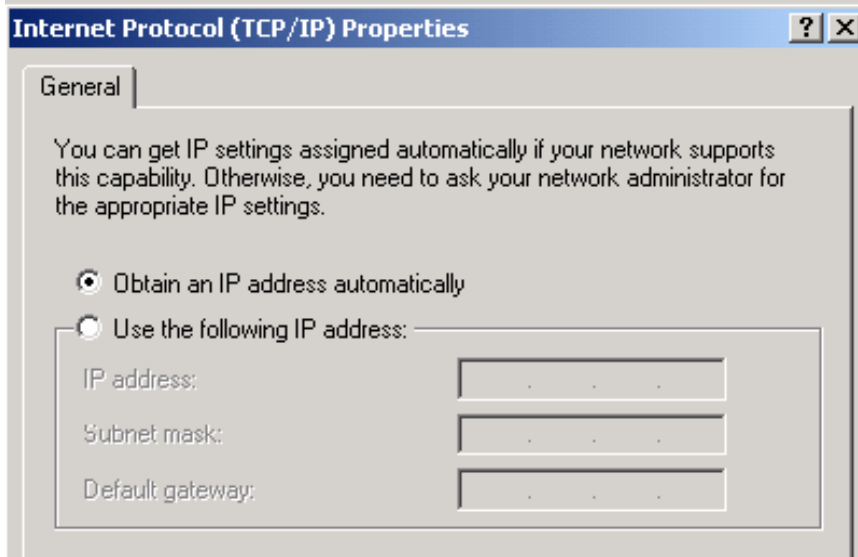 Internet Protocol (TCP/IP) Properties
General
You can get IP settings assigned automatically if your network supports
this capability. Otherwise, you need to ask your network administrator for
the appropriate IP settings.
Obtain an IP address automatically
Use the following IP address:
IP address:
Subnet mask:
Default gateway: